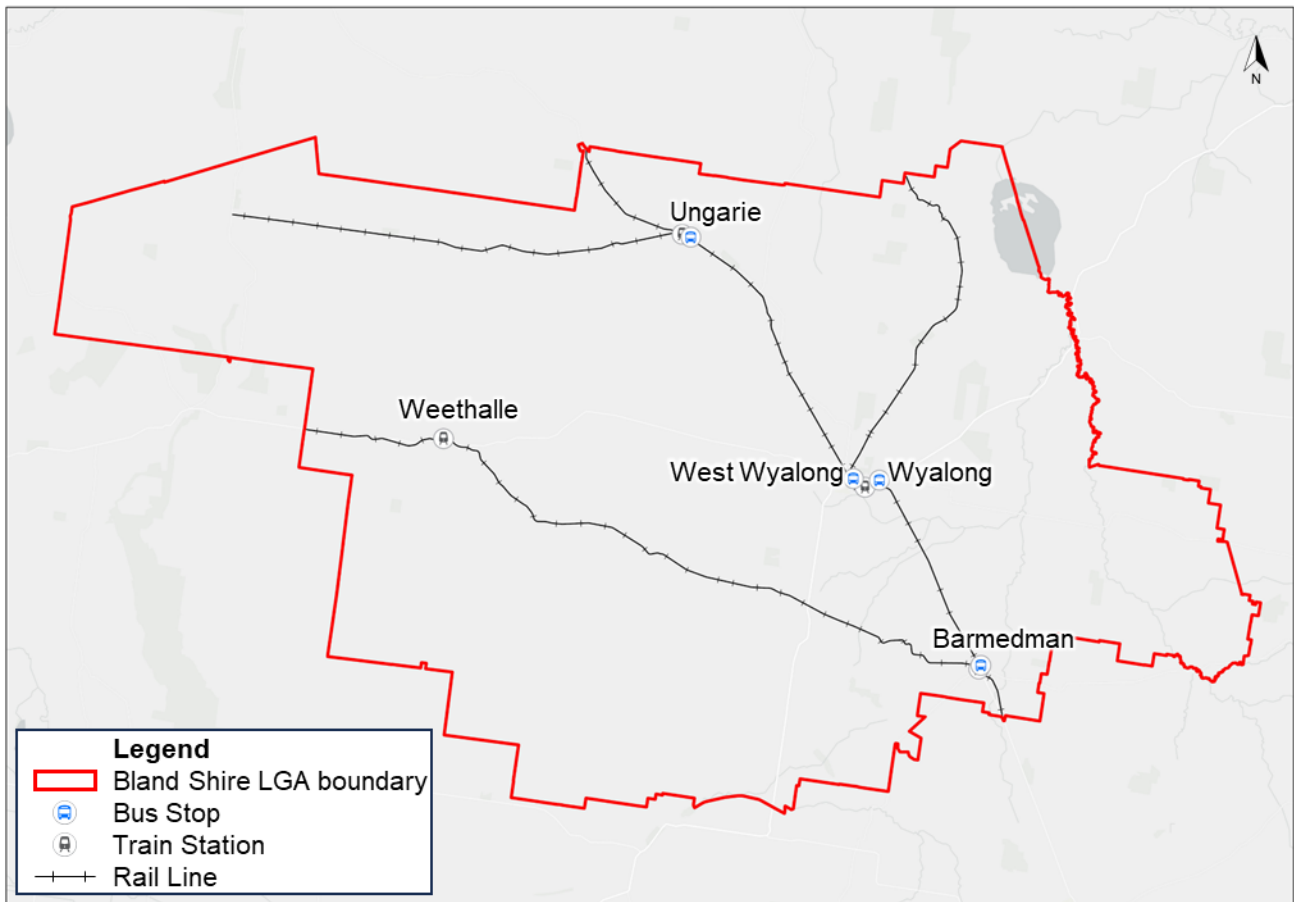 N
Ungarie
Weethalle
West Wyalong
Wyalong
Barmedman
Legend
Bland Shire LGA boundary
Bus Stop
Train Station
Rail Line